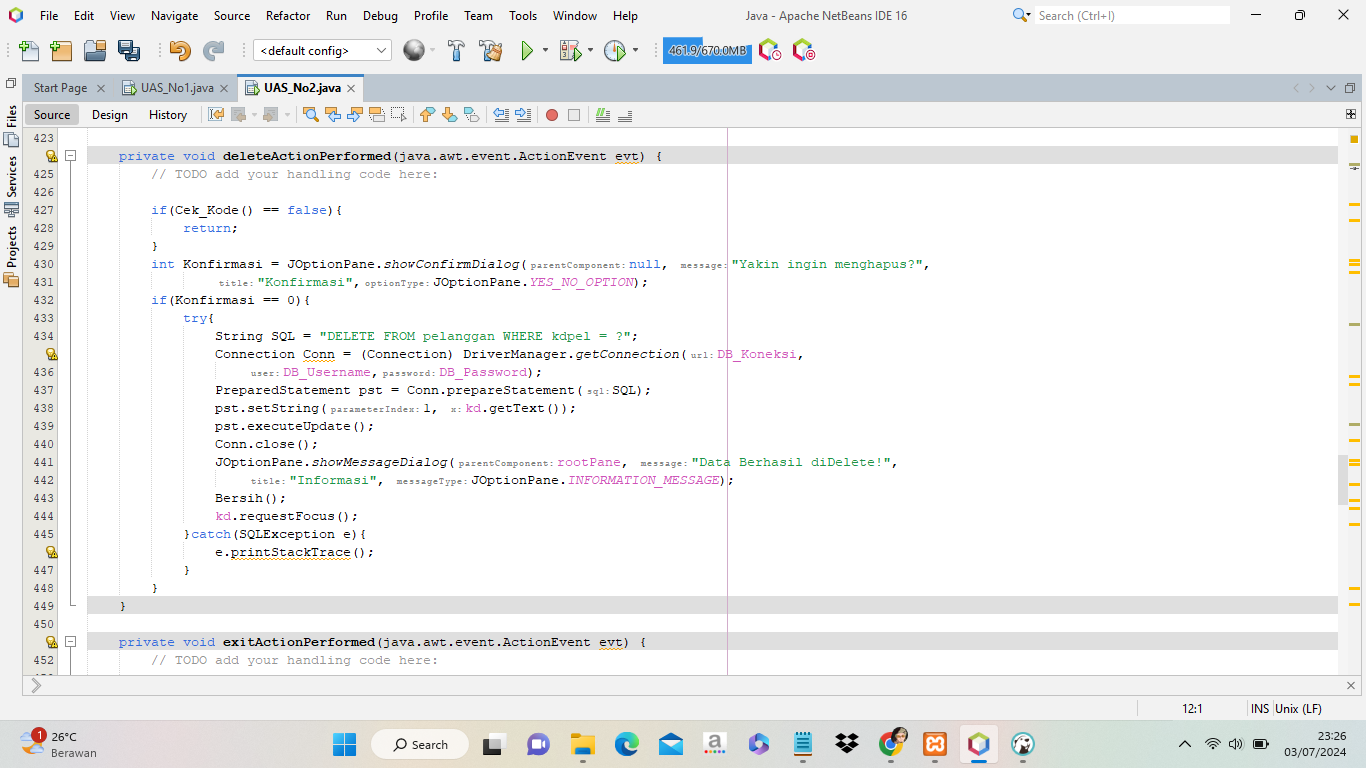 File Edit View Navigate Source Refactor Run Debug Profile Team Tools Window Help Java - Apache NetBeans IDE 16 Search (Ctrl+I)
<default config> 461.9/670.0MB
Start Page UAS_No1.java UAS_No2.java
Source Design History
Files
Services
Projects
423
private void deleteActionPerformed(java.awt.event.ActionEvent evt) {
425 // TODO add your handling code here:
426
427 if(Cek_Kode() == false){
428 return;
429 }
430 int Konfirmasi = JOptionPane.showConfirmDialog(parentComponent: null, message: "Yakin ingin menghapus?",
431 title: "Konfirmasi", optionType: JOptionPane.YES_NO_OPTION);
432 if(Konfirmasi == 0){
433 try{
434 String SQL = "DELETE FROM pelanggan WHERE kdpel = ?";
Connection Conn = (Connection) DriverManager.getConnection(url: DB_Koneksi,
436 user: DB_Username, password: DB_Password);
437 PreparedStatement pst = Conn.prepareStatement(sql: SQL);
438 pst.setString(parameterIndex: 1, x: kd.getText());
439 pst.executeUpdate();
440 Conn.close();
441 JOptionPane.showMessageDialog(parentComponent: rootPane, message: "Data Berhasil diDelete!",
442 title: "Informasi", messageType: JOptionPane.INFORMATION_MESSAGE);
443 Bersih();
444 kd.requestFocus();
445 }catch(SQLException e){
e.printStackTrace();
447 }
448 }
449 }
450
private void exitActionPerformed(java.awt.event.ActionEvent evt) {
452 // TODO add your handling code here:
12:1 INS Unix (LF)
1
26°C
Berawan
Search
23:26
03/07/2024